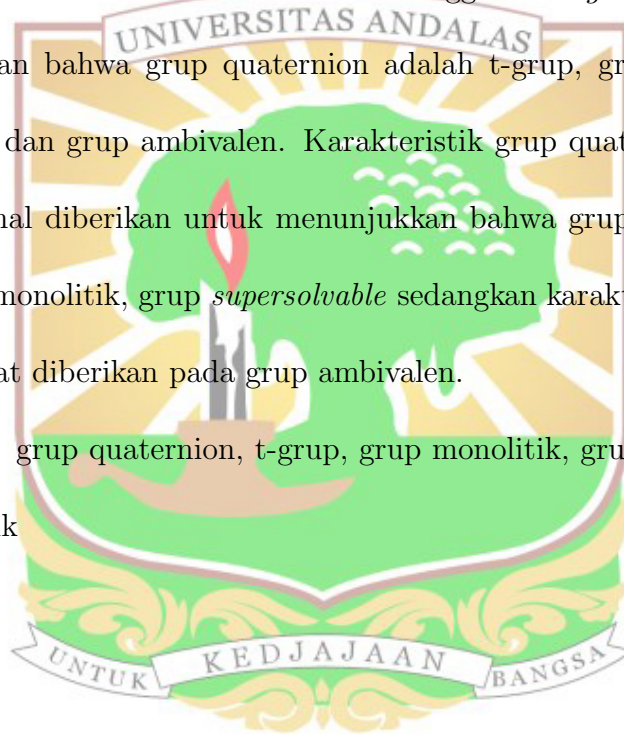 UNIVERSITAS ANDALAS
an bahwa grup quaternion adalah t-grup, gr
dan grup ambivalen. Karakteristik grup quat
al diberikan untuk menunjukkan bahwa grup
monolitik, grup supersolvable sedangkan karakt
at diberikan pada grup ambivalen.
grup quaternion, t-grup, grup monolitik, gru
k
UNTUK KEDJAJAAN BANGSA